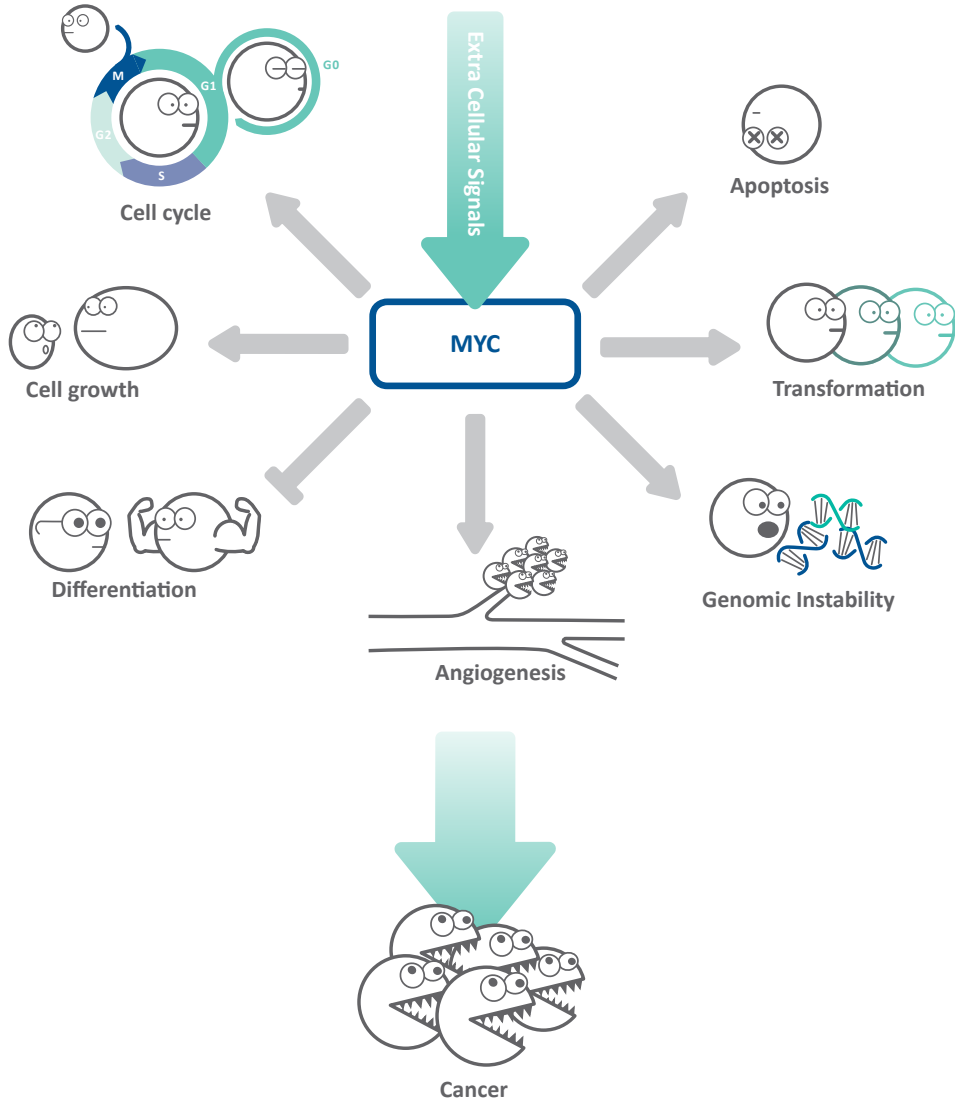 M
G1
G0
G2
S
Cell cycle
Extra Cellular Signals
Apoptosis
MYC
Cell growth
Transformation
Differentiation
Genomic Instability
Angiogenesis
Cancer